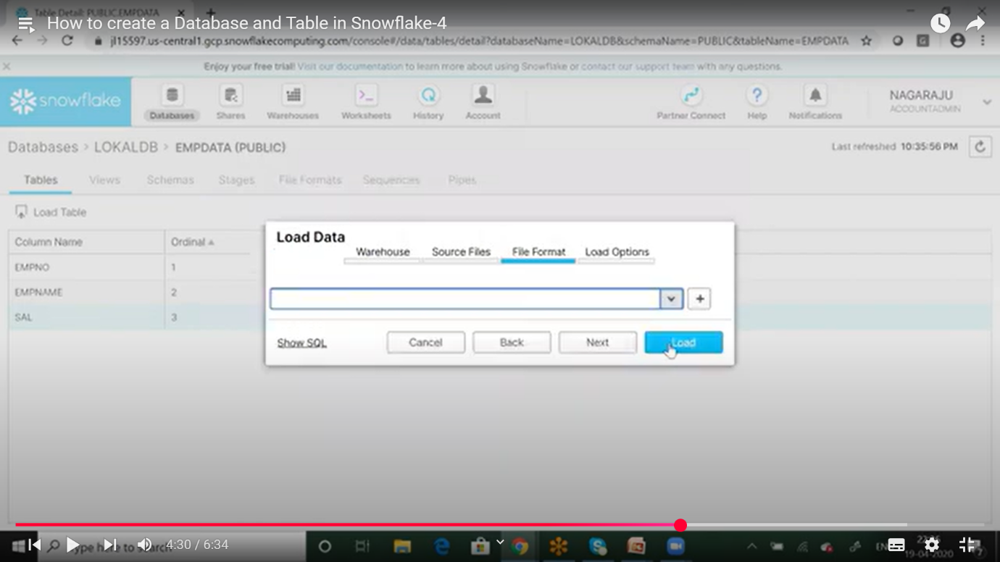 Table Detail: PUBLIC.EMPDATA
How to create a Database and Table in Snowflake-4
jl15597.us-central1.gcp.snowflakecomputing.com/console#/data/tables/detail?databaseName=LOKALDB&schemaName=PUBLIC&tableName=EMPDATA
Enjoy your free trial! Visit our documentation to learn more about using Snowflake or contact our support team with any questions.
snowflake
Databases Shares Warehouses Worksheets History Account Partner Connect Help Notifications
NAGARAJU
ACCOUNTADMIN
Databases > LOKALDB > EMPDATA (PUBLIC)
Last refreshed 10:35:56 PM
Tables Views Schemas Stages File Formats Sequences Pipes
Load Table
Column Name Ordinal
EMPNO 1
EMPNAME 2
SAL 3
Load Data
Warehouse Source Files File Format Load Options
Show SQL Cancel Back Next Load
4:30 / 6:34
19-04-2020